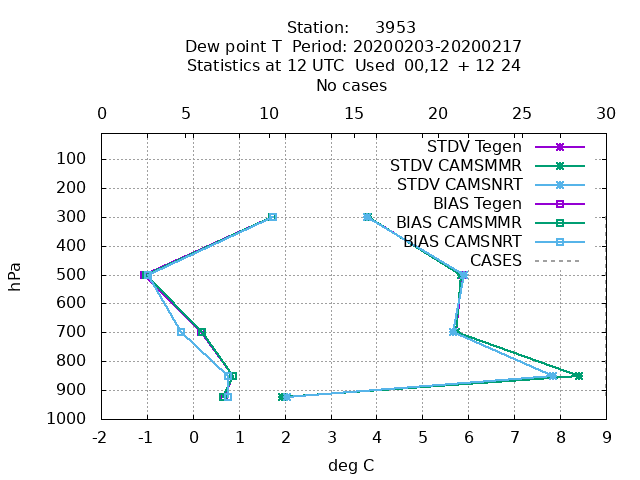 Station: 3953
Dew point T Period: 20200203-20200217
Statistics at 12 UTC Used 00,12 + 12 24
No cases
0 5 10 15 20 25 30
STDV Tegen
STDV CAMSMMR
STDV CAMSNRT
BIAS Tegen
BIAS CAMSMMR
BIAS CAMSNRT
CASES
100
200
300
400
500
600
700
800
900
1000
hPa
-2 -1 0 1 2 3 4 5 6 7 8 9
deg C